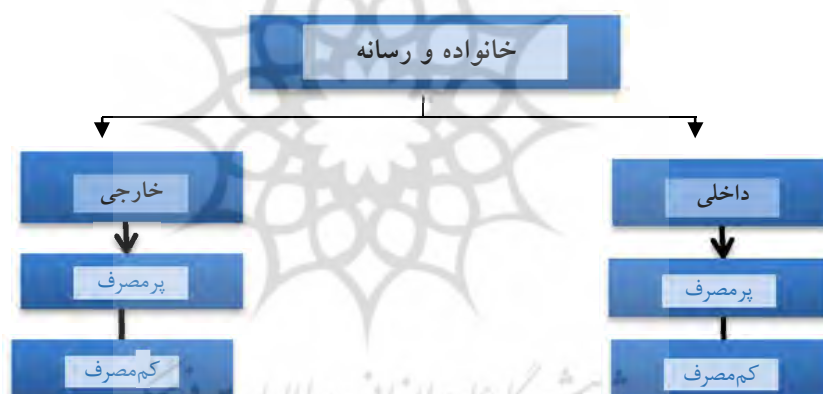 خانواده و رسانه
داخلی
خارجی
پرمصرف
پرمصرف
کم‌مصرف
کم‌مصرف